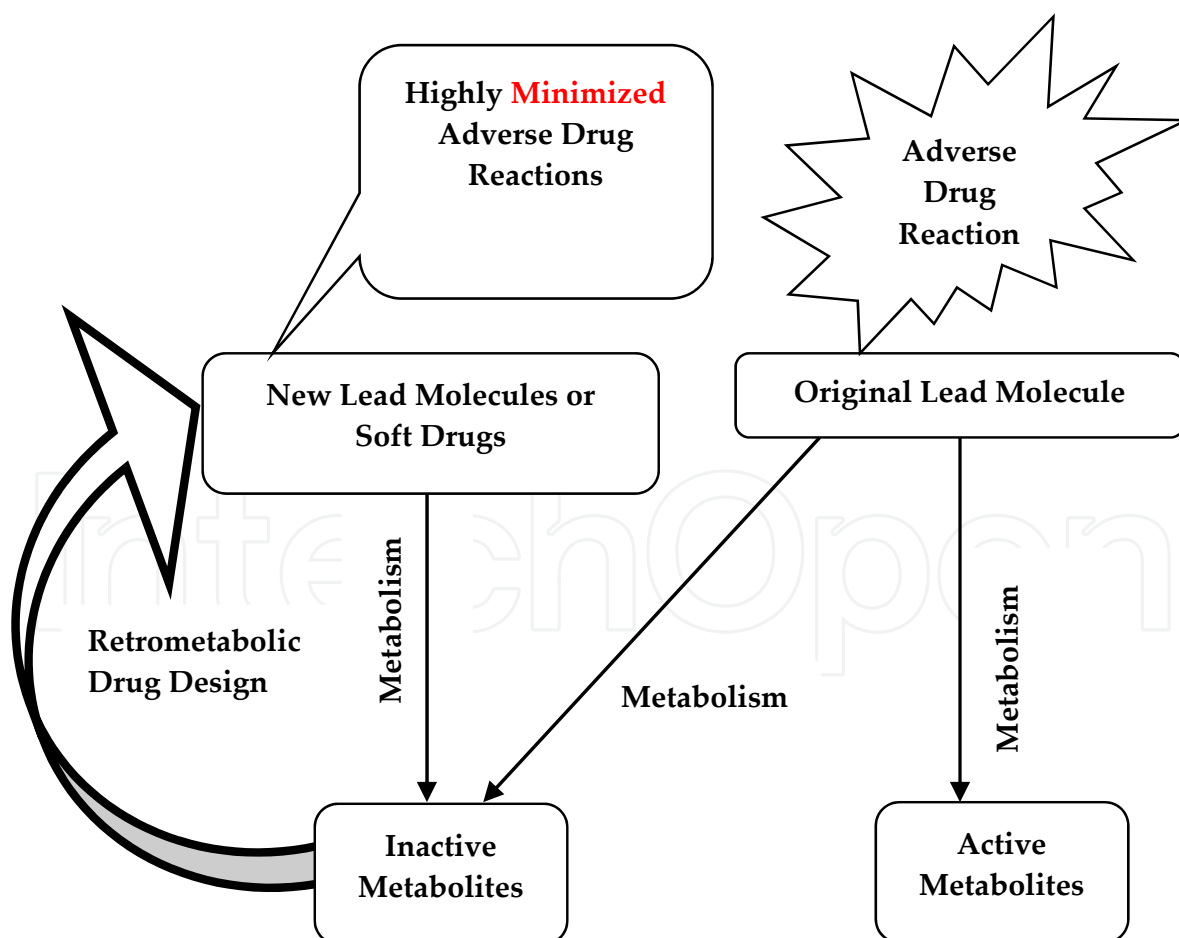 Highly Minimized
Adverse Drug
Reactions
Adverse
Drug
Reaction
New Lead Molecules or
Soft Drugs
Original Lead Molecule
IntechOpen
Metabolism
Metabolism
Metabolism
Retrometabolic
Drug Design
Inactive
Metabolites
Active
Metabolites